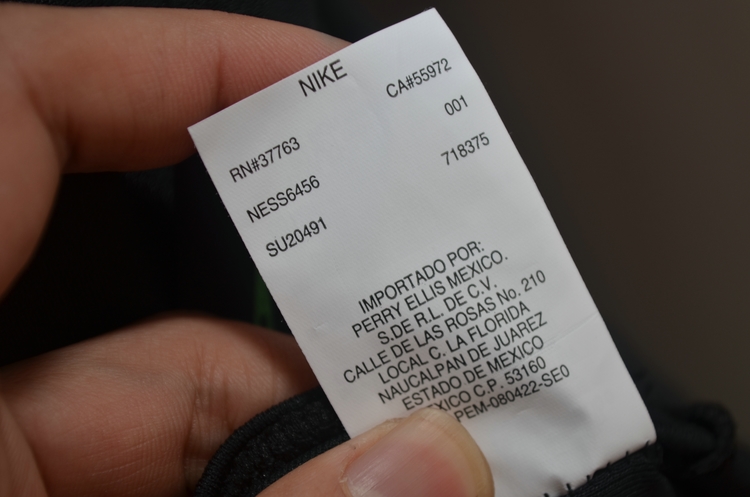 NIKE
RN#37763 CA#55972
NESS6456 001
SU20491 718375
IMPORTADO POR:
PERRY ELLIS MEXICO.
S.DE R.L. DE C.V.
CALLE DE LAS ROSAS No. 210
LOCAL C. LA FLORIDA
NAUCALPAN DE JUAREZ
ESTADO DE MEXICO
C.P. 53160
PEM-080422-SE0